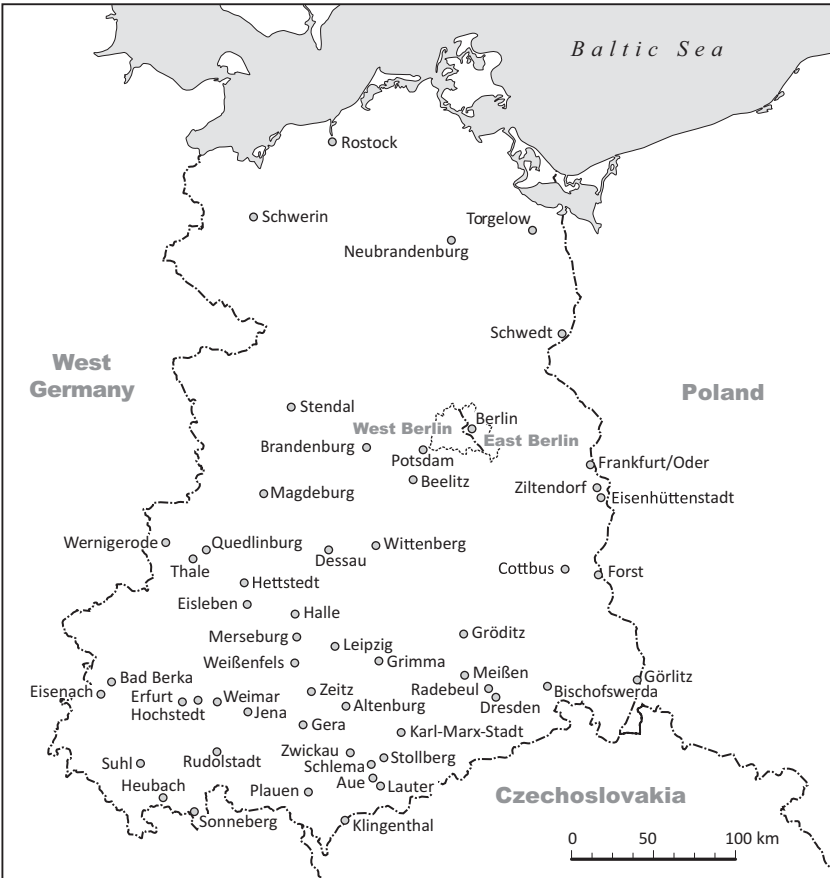 Baltic Sea
Rostock
Schwerin
Torgelow
Neubrandenburg
Schwedt
West
Germany
Poland
Stendal
Berlin
West Berlin
East Berlin
Brandenburg
Potsdam
Frankfurt/Oder
Beelitz
Ziltendorf
Magdeburg
Eisenhüttenstadt
Wernigerode
Quedlinburg
Wittenberg
Dessau
Thale
Cottbus
Forst
Hettstedt
Eisleben
Halle
Merseburg
Gröditz
Leipzig
Weißenfels
Grimma
Meißen
Bad Berka
Görlitz
Eisenach
Zeitz
Radebeul
Bischofswerda
Erfurt
Weimar
Altenburg
Dresden
Hochstedt
Jena
Gera
Karl-Marx-Stadt
Zwickau
Stollberg
Suhl
Rudolstadt
Schlema
Heubach
Plauen
Aue
Lauter
Czechoslovakia
Sonneberg
Klingenthal
0 50 100 km